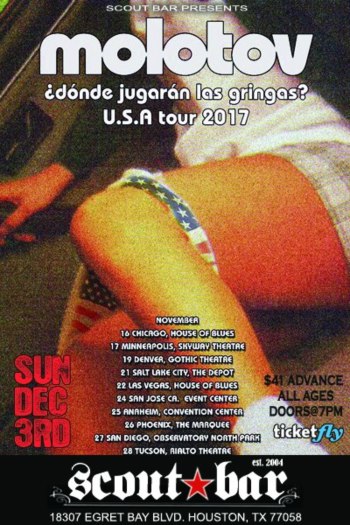 SCOUT BAR PRESENTS
molotov
¿dónde jugarán las gringas?
U.S.A tour 2017
NOVEMBER
16 CHICAGO, HOUSE OF BLUES
17 MINNEAPOLIS, SKYWAY THEATRE
19 DENVER, GOTHIC THEATRE
21 SALT LAKE CITY, THE DEPOT
22 LAS VEGAS, HOUSE OF BLUES
24 SAN JOSE CA. EVENT CENTER
25 ANAHEIM, CONVENTION CENTER
26 PHOENIX, THE MARQUEE
27 SAN DIEGO, OBSERVATORY NORTH PARK
28 TUCSON, RIALTO THEATRE
SUN
DEC
3RD
$41 ADVANCE
ALL AGES
DOORS@7PM
ticketfly
est. 2004
scout bar
18307 EGRET BAY BLVD. HOUSTON, TX 77058